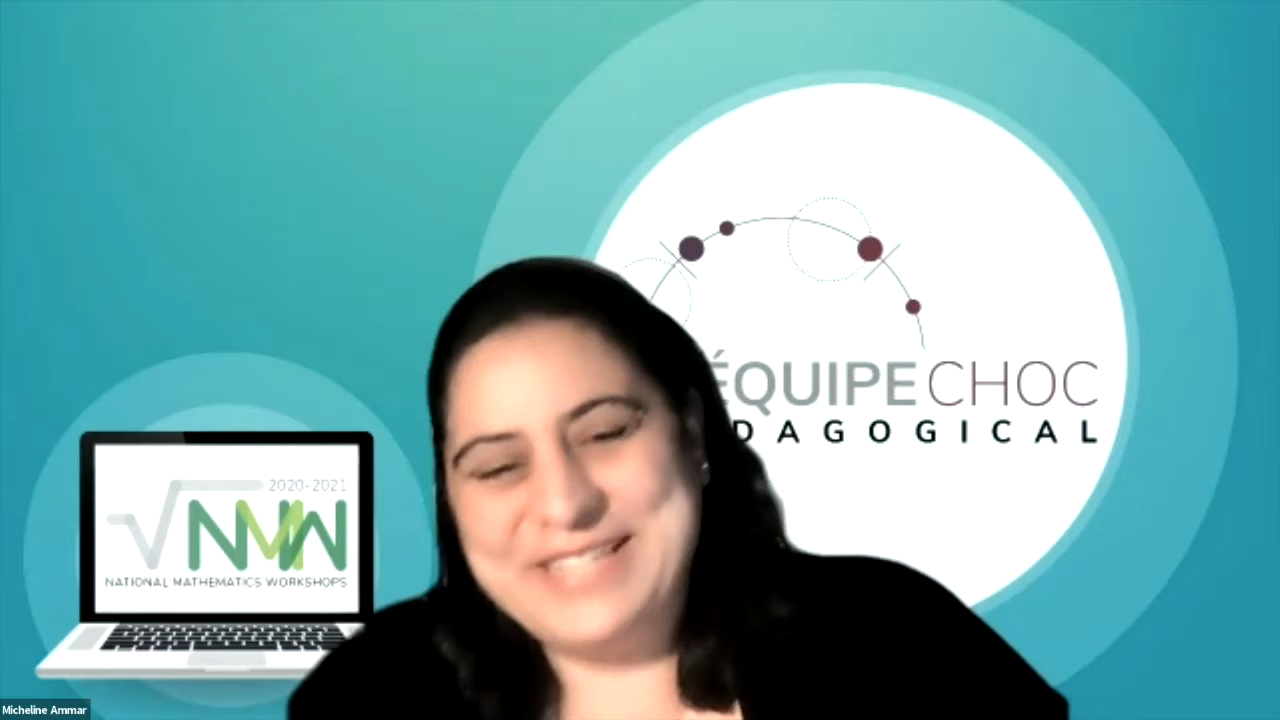 ÉQUIPE CHOC
DAGOGICAL
2020-2021
NMW
NATIONAL MATHEMATICS WORKSHOPS
Micheline Ammar